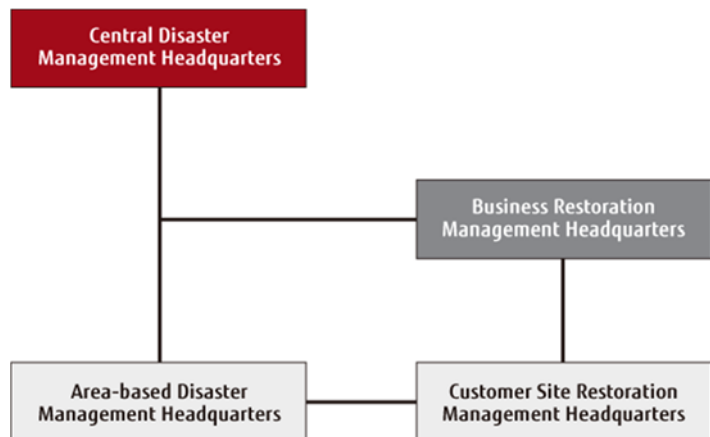 Central Disaster
Management Headquarters
Business Restoration
Management Headquarters
Area-based Disaster
Management Headquarters
Customer Site Restoration
Management Headquarters